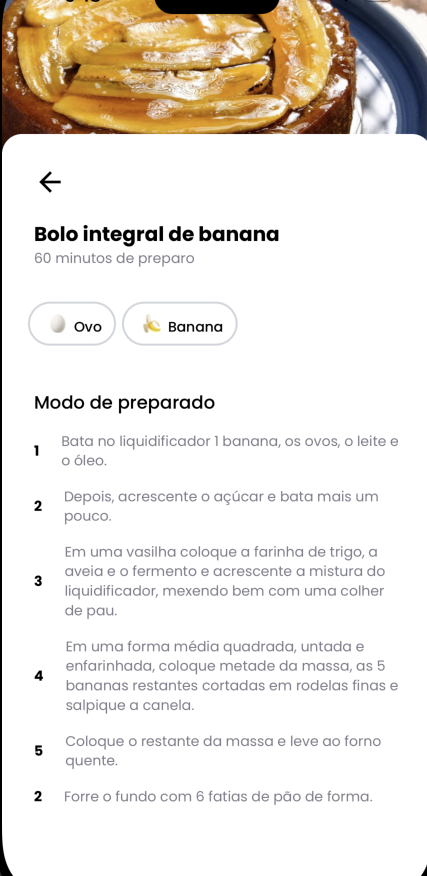 Bolo integral de banana
60 minutos de preparo
Ovo
Banana
Modo de preparado
1 Bata no liquidificador 1 banana, os ovos, o leite e
o óleo.
2 Depois, acrescente o açúcar e bata mais um
pouco.
3 Em uma vasilha coloque a farinha de trigo, a
aveia e o fermento e acrescente a mistura do
liquidificador, mexendo bem com uma colher
de pau.
4 Em uma forma média quadrada, untada e
enfarinhada, coloque metade da massa, as 5
bananas restantes cortadas em rodelas finas e
salpique a canela.
5 Coloque o restante da massa e leve ao forno
quente.
2 Forre o fundo com 6 fatias de pão de forma.